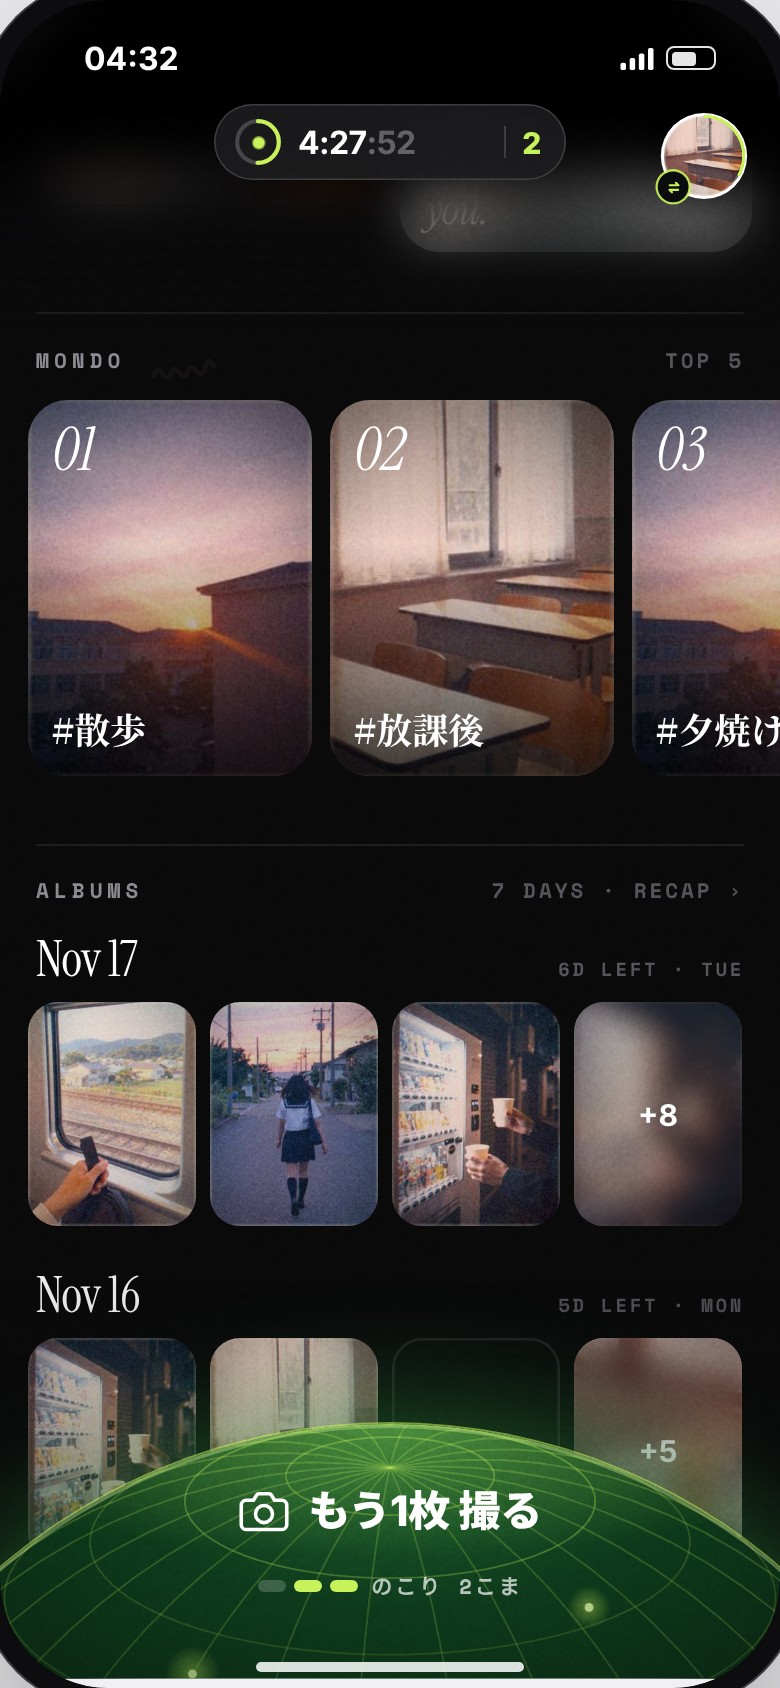 04:32
4:27:52 2
you.
MONDO TOP 5
01 02 03
#散歩 #放課後 #夕焼け
ALBUMS 7 DAYS · RECAP ›
Nov 17 6D LEFT · TUE
+8
Nov 16 5D LEFT · MON
+5
もう1枚 撮る
のこり 2こま